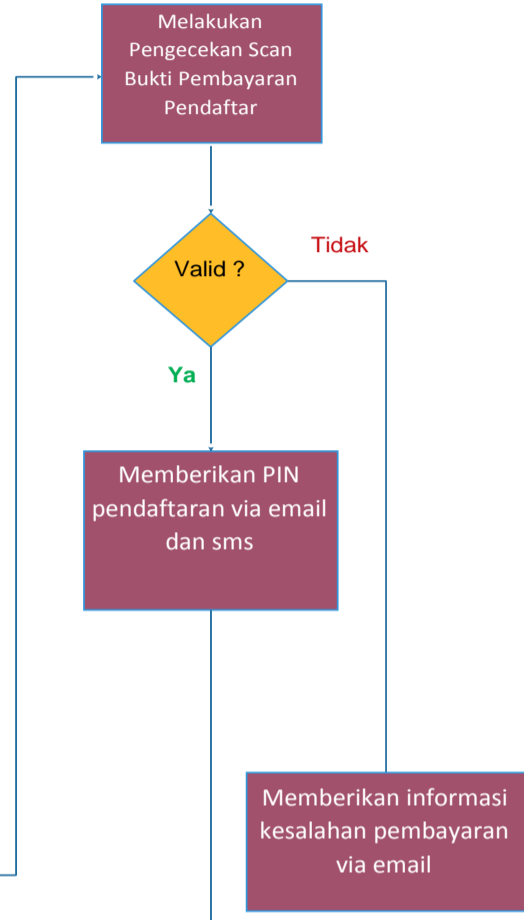 Melakukan
Pengecekan Scan
Bukti Pembayaran
Pendaftar
Valid ?
Tidak
Ya
Memberikan PIN
pendaftaran via email
dan sms
Memberikan informasi
kesalahan pembayaran
via email